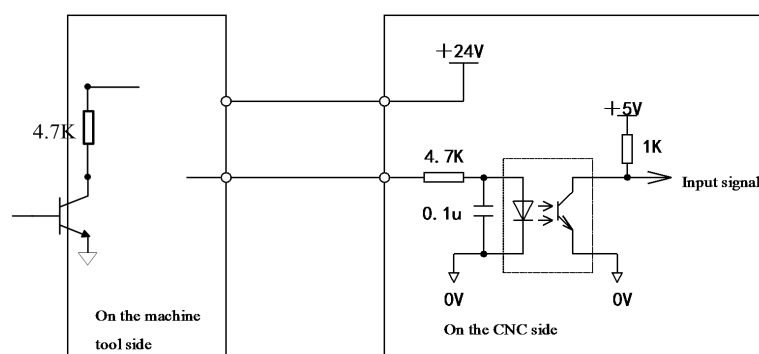 +24V
+5V
4.7K
4.7K
1K
Input signal
0.1u
0V
0V
On the machine
tool side
On the CNC side